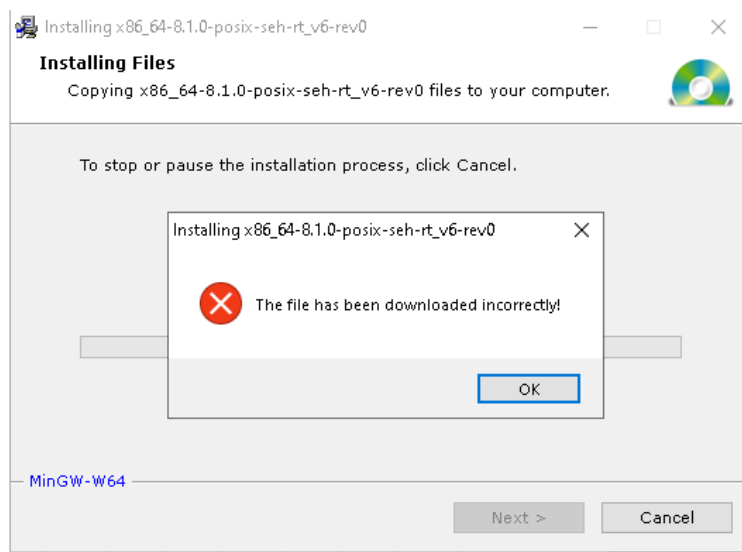 Installing x86_64-8.1.0-posix-seh-rt_v6-rev0
Installing Files
Copying x86_64-8.1.0-posix-seh-rt_v6-rev0 files to your computer.
To stop or pause the installation process, click Cancel.
Installing x86_64-8.1.0-posix-seh-rt_v6-rev0
The file has been downloaded incorrectly!
OK
MinGW-W64
Next >
Cancel